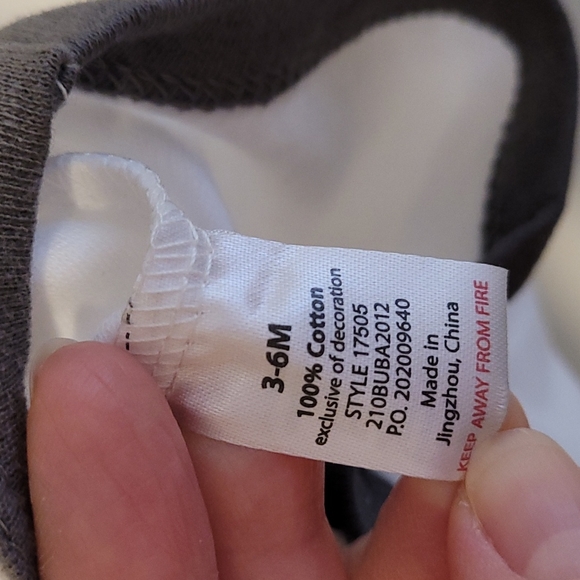 3-6M
100% Cotton
exclusive of decoration
STYLE 17505
210BUBA2012
P.O. 202009640
Made in
Jingzhou, China
KEEP AWAY FROM FIRE